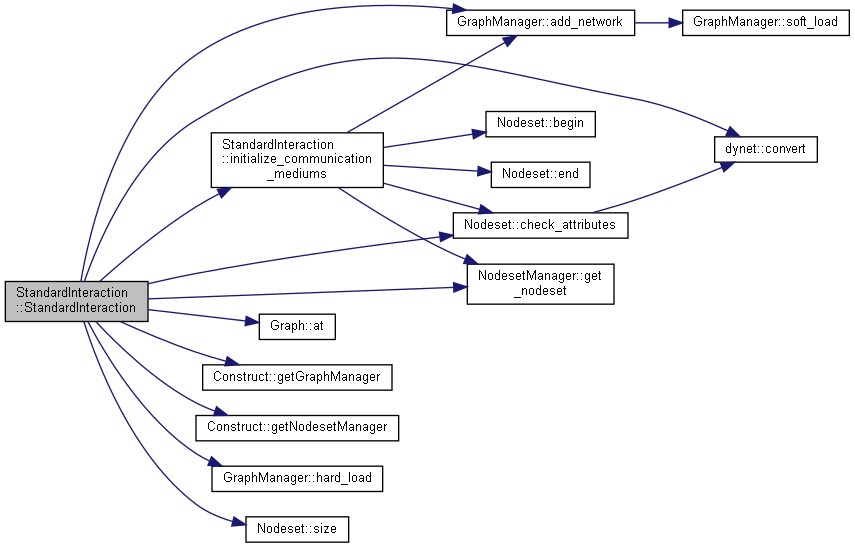 GraphManager::add_network
GraphManager::soft_load
Nodeset::begin
StandardInteraction
::initialize_communication
_mediums
dynet::convert
Nodeset::end
Nodeset::check_attributes
NodesetManager::get
_nodeset
StandardInteraction
::StandardInteraction
Graph::at
Construct::getGraphManager
Construct::getNodesetManager
GraphManager::hard_load
Nodeset::size